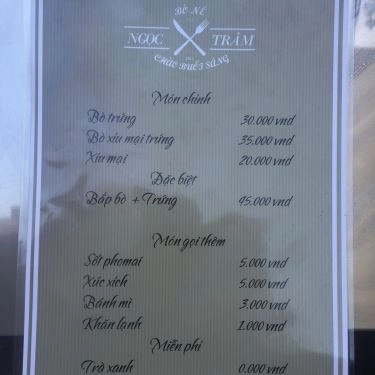 BÒ NÉ
NGỌC TRÂM
CHÀO BUỔI SÁNG
Món chính
Bò trứng 30.000 vnd
Bò xíu mại trứng 35.000 vnd
Xíu mại 20.000 vnd
Đặc biệt
Bắp bò + Trứng 45.000 vnd
Món gọi thêm
Sốt phomai 5.000 vnd
Xúc xích 5.000 vnd
Bánh mì 3.000 vnd
Khăn lạnh 1.000 vnd
Miễn phí
Trà xanh 0.000 vnd